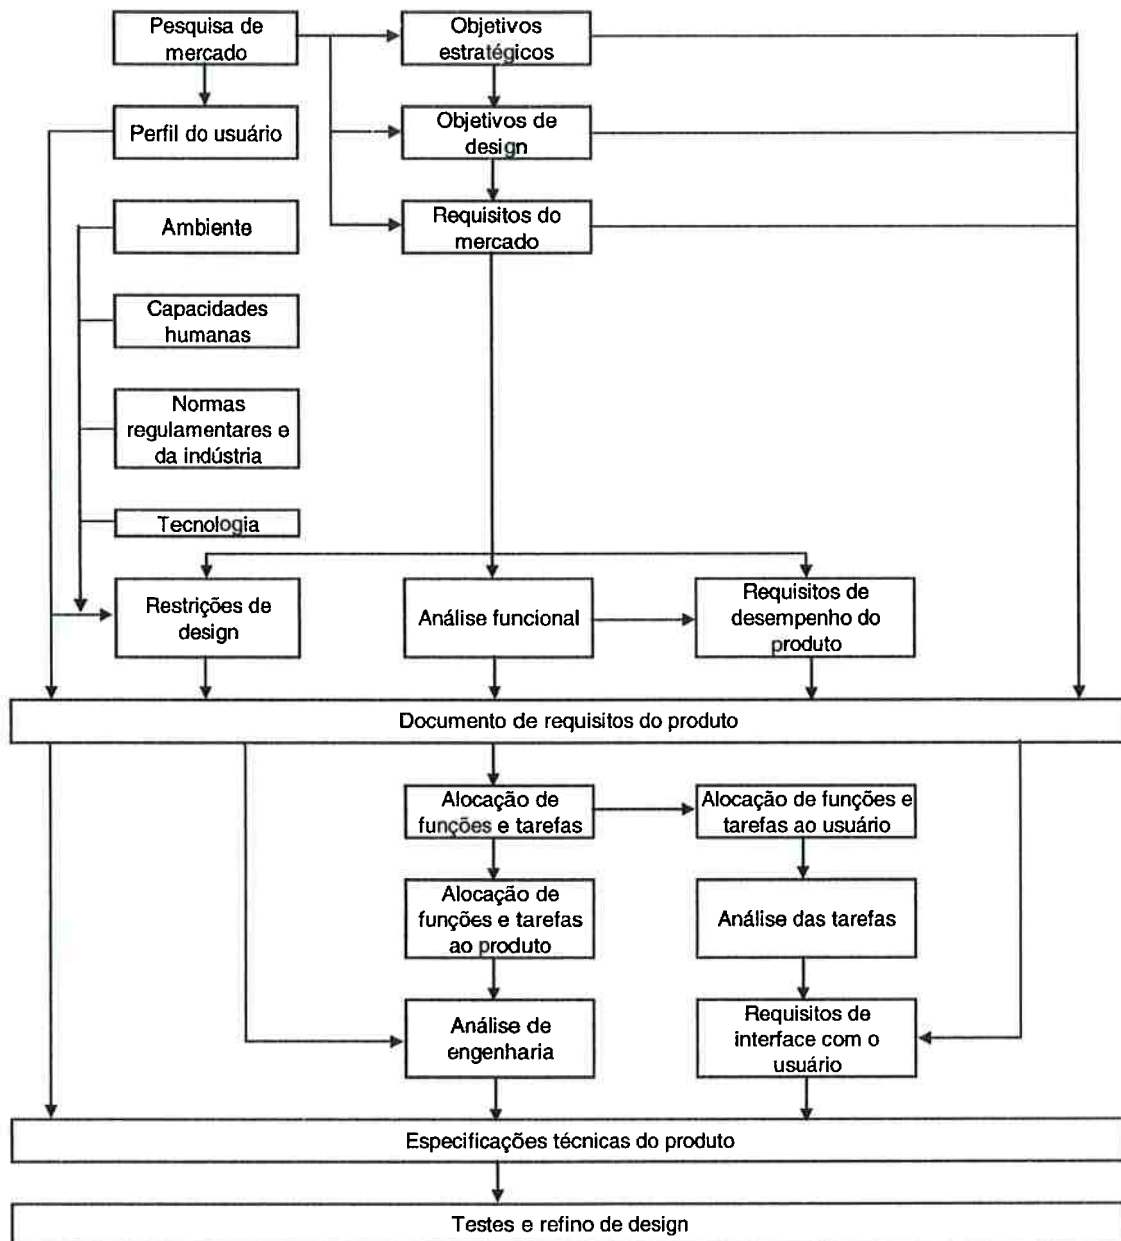 Pesquisa de
mercado
Objetivos
estratégicos
Perfil do usuário
Objetivos de
design
Ambiente
Requisitos do
mercado
Capacidades
humanas
Normas
regulamentares e
da indústria
Tecnologia
Restrições de
design
Análise funcional
Requisitos de
desempenho do
produto
Documento de requisitos do produto
Alocação de
funções e tarefas
Alocação de funções e
tarefas ao usuário
Alocação de
funções e tarefas
ao produto
Análise das tarefas
Análise de
engenharia
Requisitos de
interface com o
usuário
Especificações técnicas do produto
Testes e refino de design